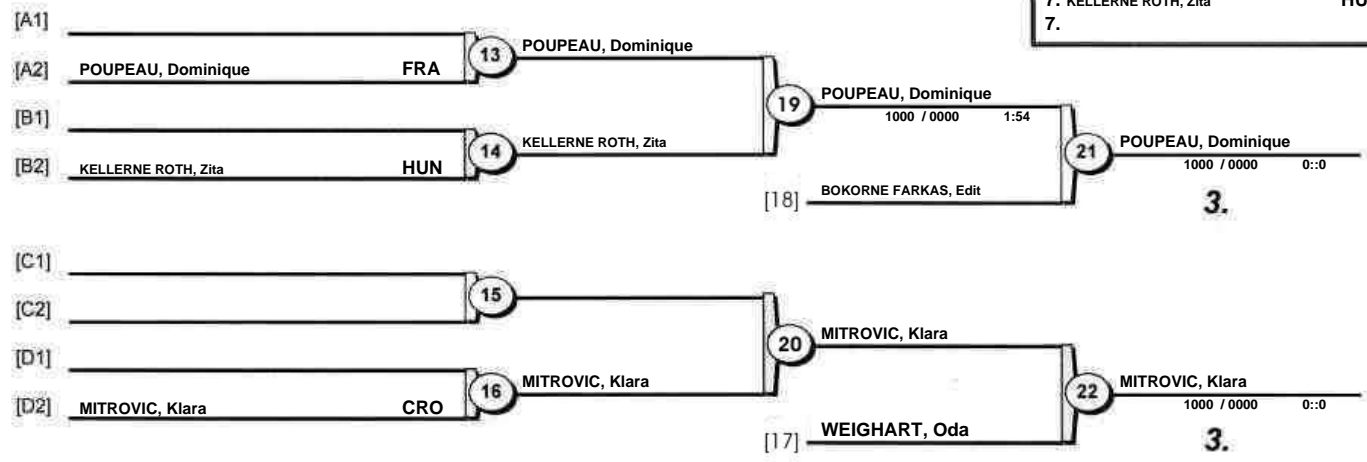 7. KELLERNE ROTH, Zita
7.
[A1]
13 POUPEAU, Dominique
[A2] POUPEAU, Dominique FRA
19 POUPEAU, Dominique
1000 / 0000 1:54
[B1]
14 KELLERNE ROTH, Zita
[B2] KELLERNE ROTH, Zita HUN
21 POUPEAU, Dominique
1000 / 0000 0::0
[18] BOKORNE FARKAS, Edit
3.
[C1]
15
[C2]
20 MITROVIC, Klara
[D1]
16 MITROVIC, Klara
[D2] MITROVIC, Klara CRO
22 MITROVIC, Klara
1000 / 0000 0::0
[17] WEIGHART, Oda
3.